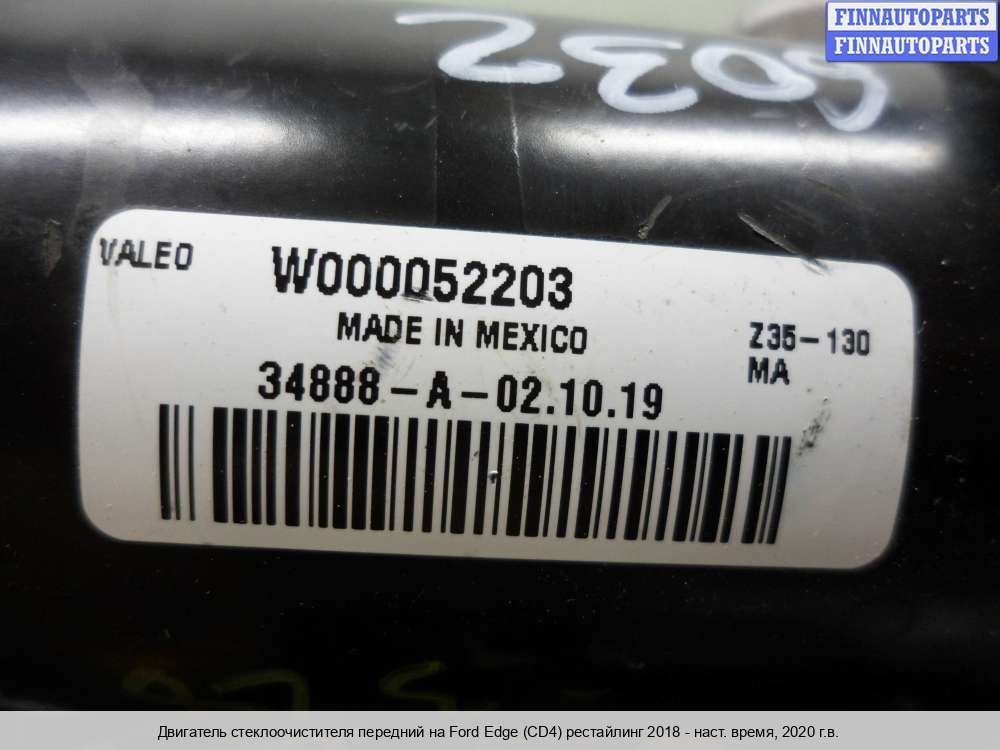 FINNAUTOPARTS
FINNAUTOPARTS
6032
VALEO
W000052203
MADE IN MEXICO
Z35-130
MA
34888-A-02.10.19
Двигатель стеклоочистителя передний на Ford Edge (CD4) рестайлинг 2018 - наст. время, 2020 г.в.